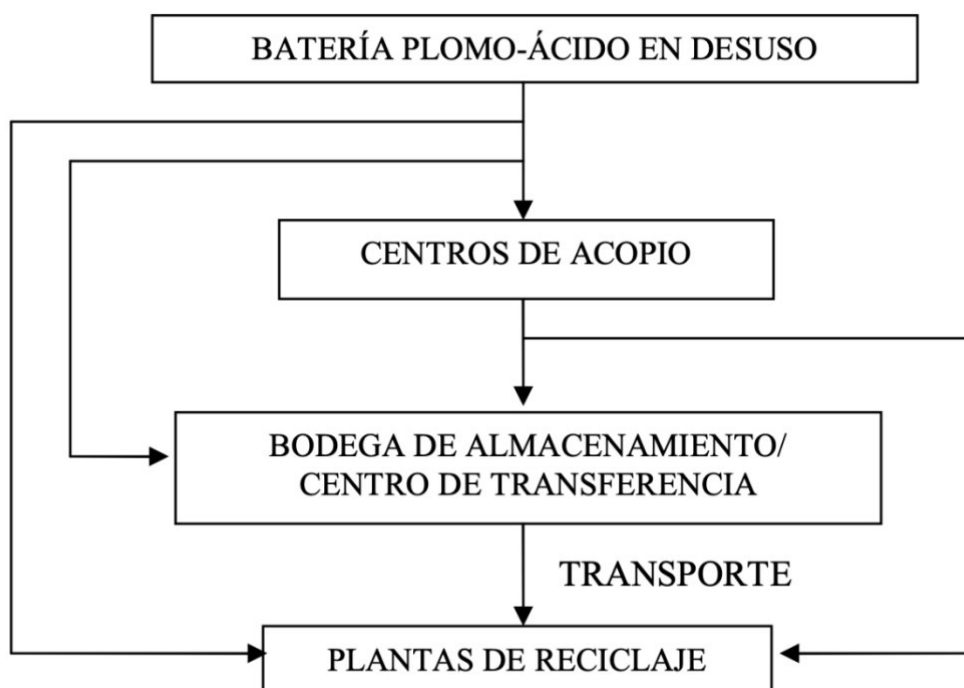 BATERÍA PLOMO-ÁCIDO EN DESUSO
CENTROS DE ACOPIO
BODEGA DE ALMACENAMIENTO/
CENTRO DE TRANSFERENCIA
TRANSPORTE
PLANTAS DE RECICLAJE